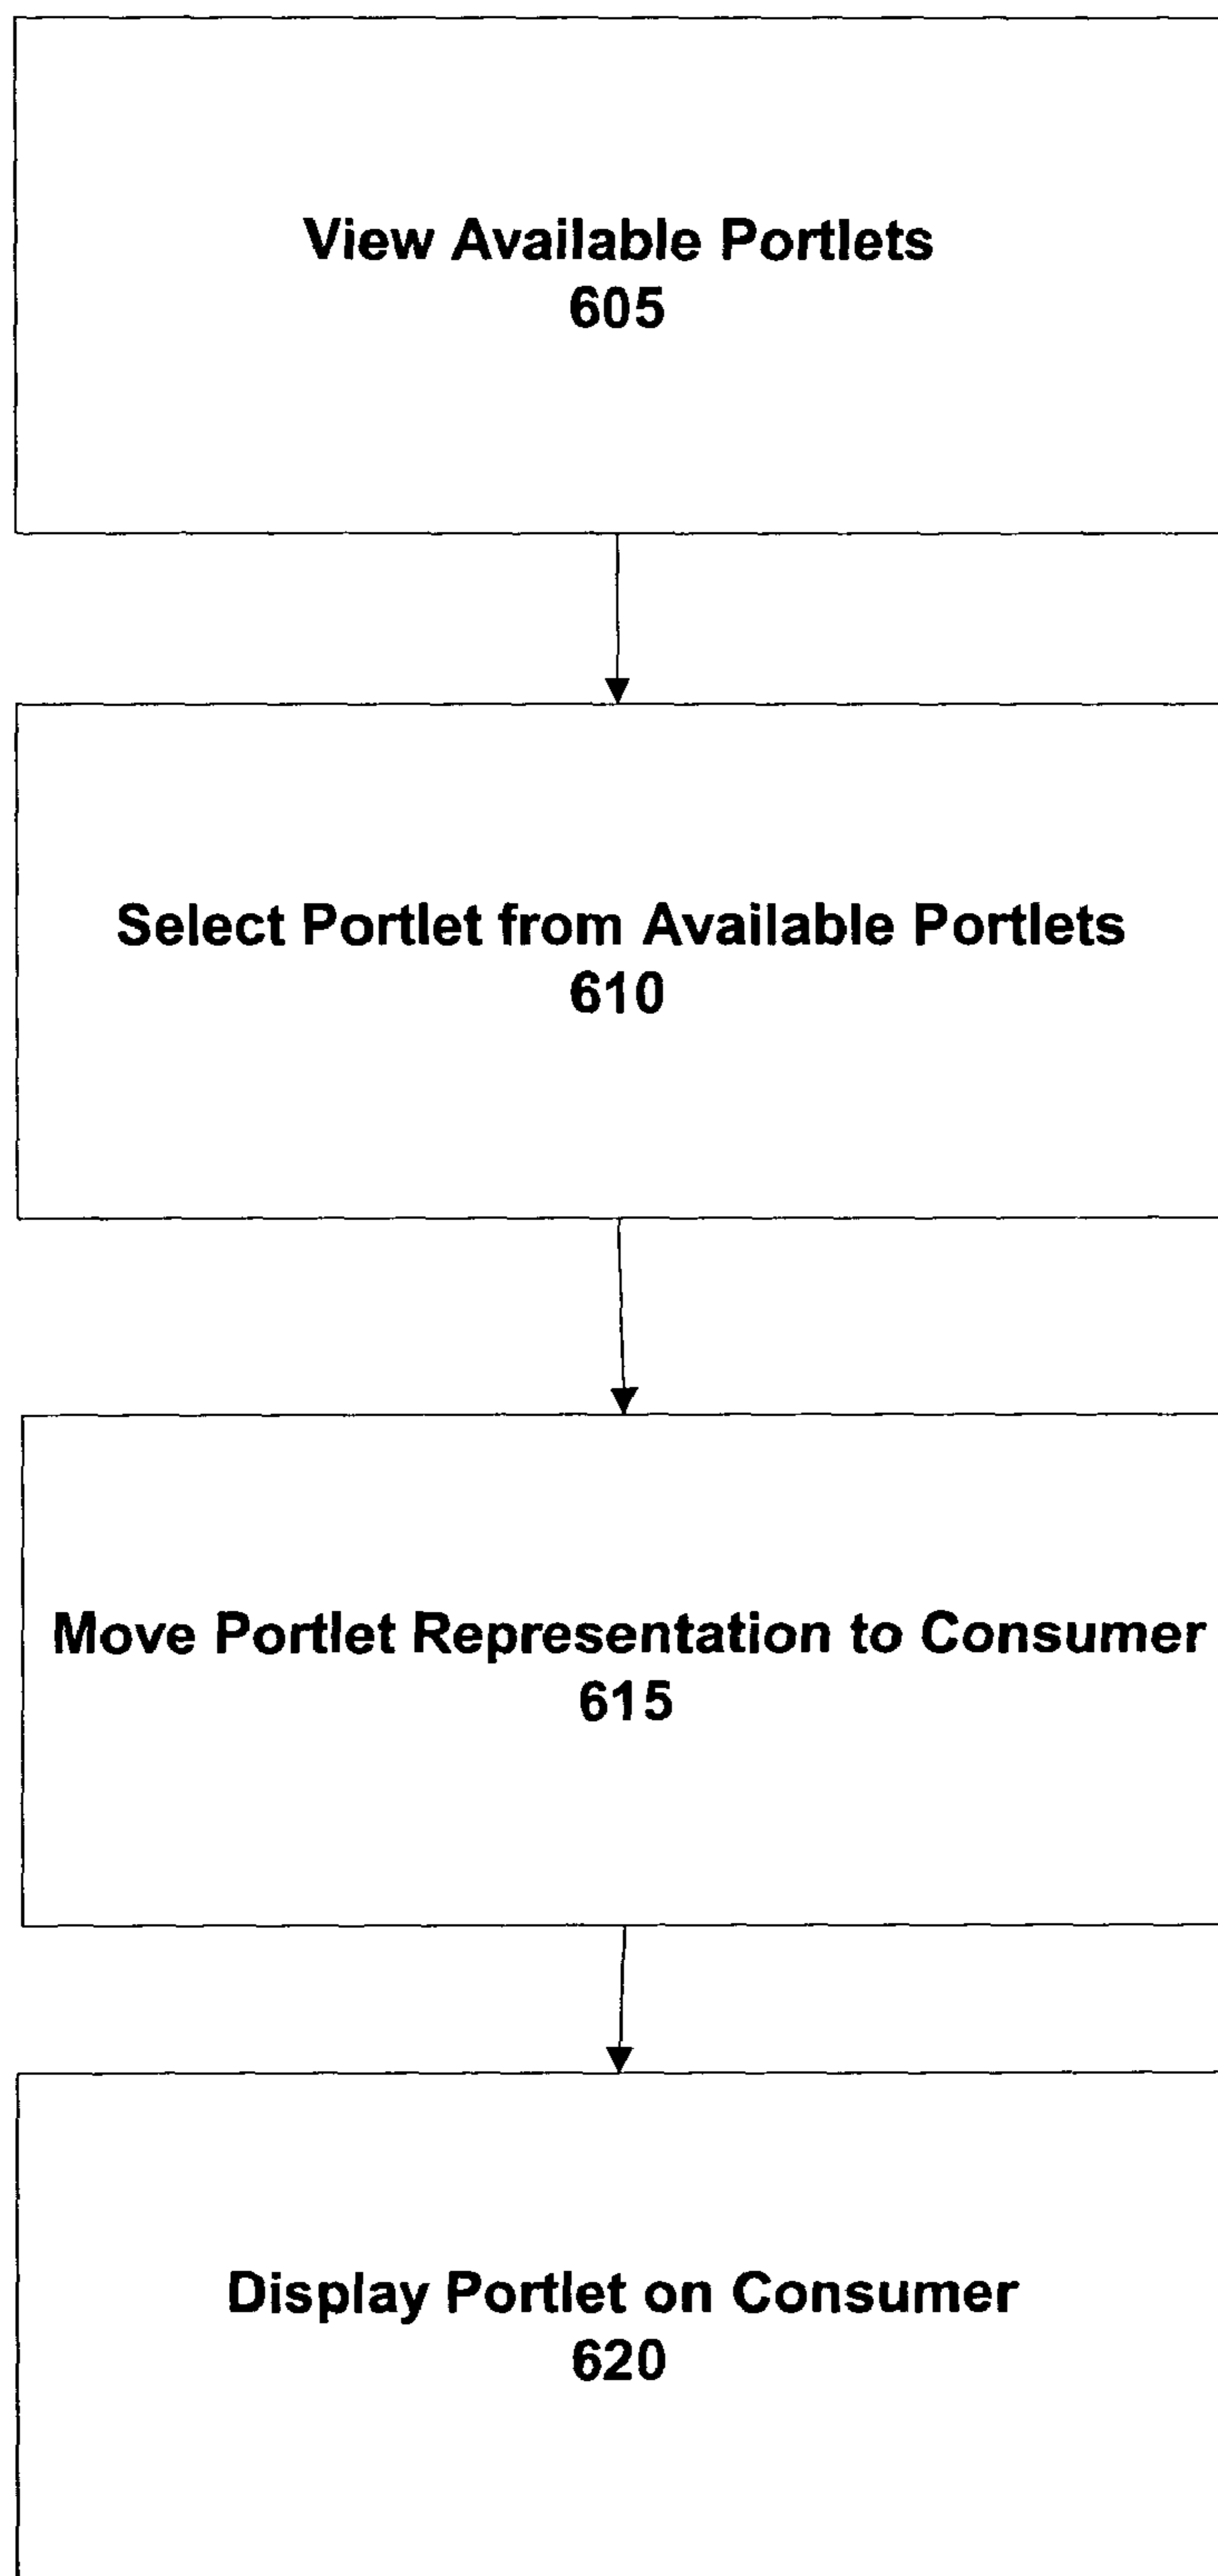 View Available Portlets
605
Select Portlet from Available Portlets
610
Move Portlet Representation to Consumer
615
Display Portlet on Consumer
620